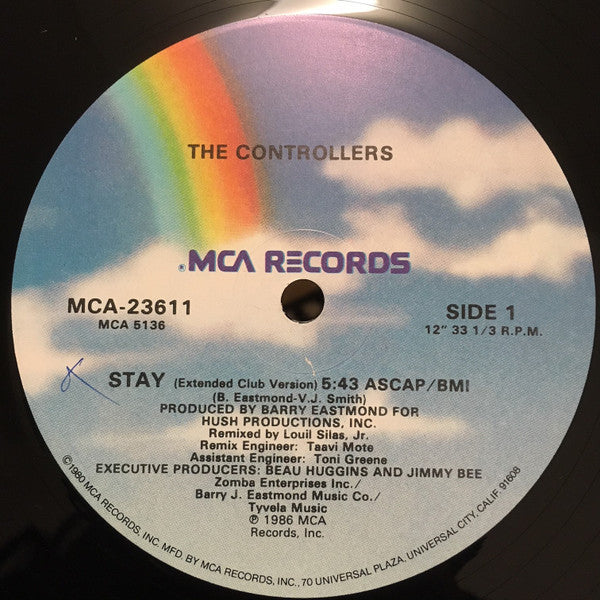 THE CONTROLLERS
MCA RECORDS
MCA-23611
MCA 5136
SIDE 1
12" 33 1/3 R.P.M.
STAY (Extended Club Version) 5:43 ASCAP/BMI
(B. Eastmond-V.J. Smith)
PRODUCED BY BARRY EASTMOND FOR
HUSH PRODUCTIONS, INC.
Remixed by Louil Silas, Jr.
Remix Engineer: Taavi Mote
Assistant Engineer: Toni Greene
EXECUTIVE PRODUCERS: BEAU HUGGINS AND JIMMY BEE
Zomba Enterprises Inc./
Barry J. Eastmond Music Co./
Tyvela Music
℗ 1986 MCA
Records, Inc.
©1980 MCA RECORDS, INC. MFD. BY MCA RECORDS, INC., 70 UNIVERSAL PLAZA, UNIVERSAL CITY, CALIF. 91608